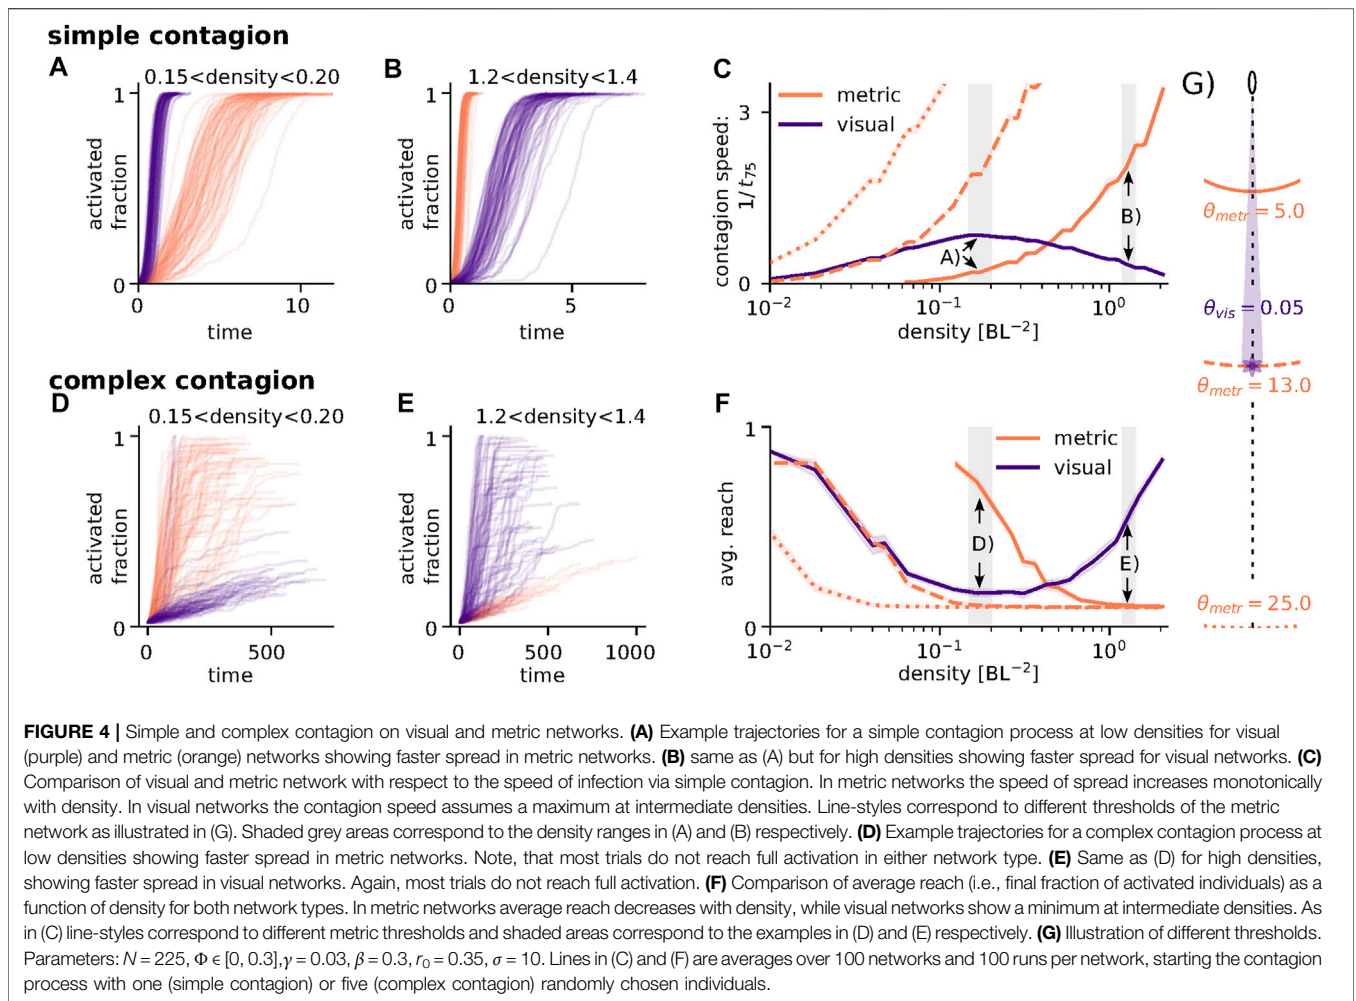 simple contagion
A
0.15<density<0.20
activated
fraction
1
0
0
10
time
B
1.2<density<1.4
1
0
0
5
time
C
contagion speed:
1/t75
3
0
metric
visual
A)
B)
10⁻²
10⁻¹
10⁰
density [BL⁻²]
G)
θmetr = 5.0
θvis = 0.05
θmetr = 13.0
θmetr = 25.0
complex contagion
D
0.15<density<0.20
activated
fraction
1
0
0
500
time
E
1.2<density<1.4
activated
fraction
1
0
0
500
1000
time
F
avg. reach
1
0
metric
visual
D)
E)
10⁻²
10⁻¹
10⁰
density [BL⁻²]
FIGURE 4 | Simple and complex contagion on visual and metric networks. (A) Example trajectories for a simple contagion process at low densities for visual
(purple) and metric (orange) networks showing faster spread in metric networks. (B) same as (A) but for high densities showing faster spread for visual networks. (C)
Comparison of visual and metric network with respect to the speed of infection via simple contagion. In metric networks the speed of spread increases monotonically
with density. In visual networks the contagion speed assumes a maximum at intermediate densities. Line-styles correspond to different thresholds of the metric
network as illustrated in (G). Shaded grey areas correspond to the density ranges in (A) and (B) respectively. (D) Example trajectories for a complex contagion process at
low densities showing faster spread in metric networks. Note, that most trials do not reach full activation in either network type. (E) Same as (D) for high densities,
showing faster spread in visual networks. Again, most trials do not reach full activation. (F) Comparison of average reach (i.e., final fraction of activated individuals) as a
function of density for both network types. In metric networks average reach decreases with density, while visual networks show a minimum at intermediate densities. As
in (C) line-styles correspond to different metric thresholds and shaded areas correspond to the examples in (D) and (E) respectively. (G) Illustration of different thresholds.
Parameters: N = 225, Φ ϵ [0, 0.3],γ = 0.03, β = 0.3, r₀ = 0.35, σ = 10. Lines in (C) and (F) are averages over 100 networks and 100 runs per network, starting the contagion
process with one (simple contagion) or five (complex contagion) randomly chosen individuals.